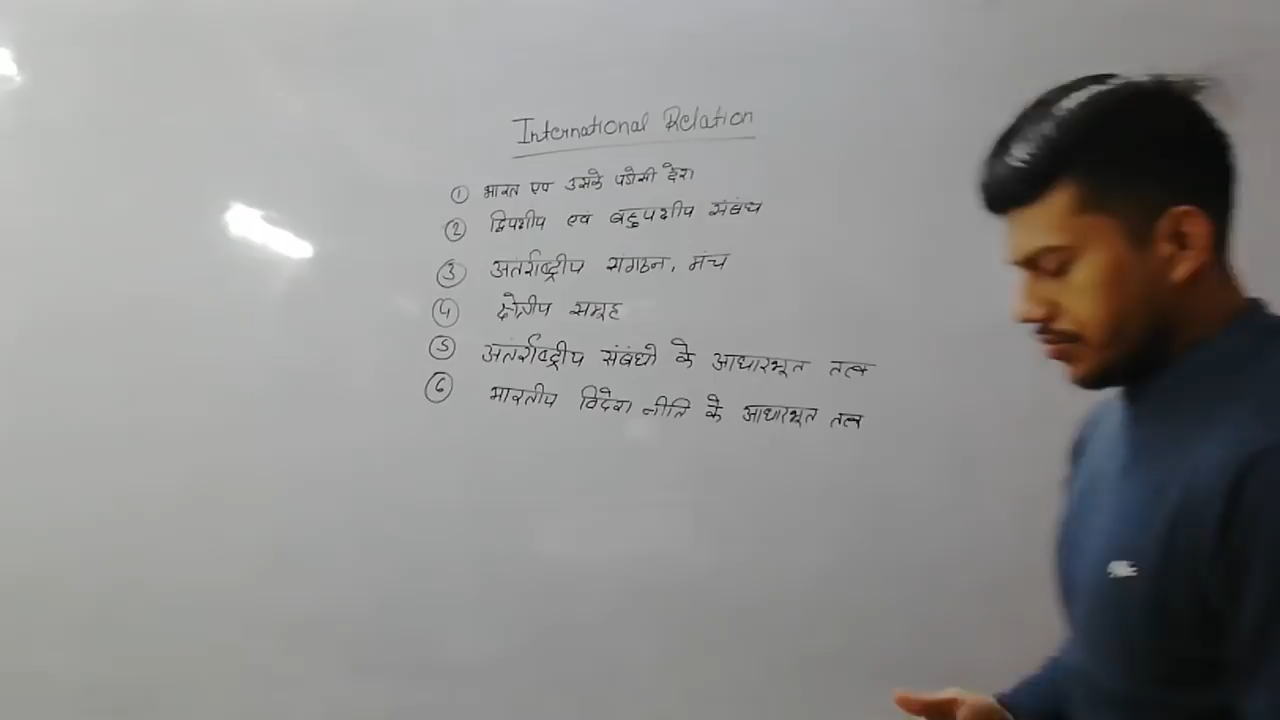 International Relation
① भारत एवं उसके पडोसी देश
② द्विपक्षीय एवं बहुपक्षीय संबंध
③ अंतर्राष्ट्रीय संगठन, मंच
④ क्षेत्रीय समूह
⑤ अंतर्राष्ट्रीय संबंधो के आधारभूत तत्व
⑥ भारतीय विदेश नीति के आधारभूत तत्व